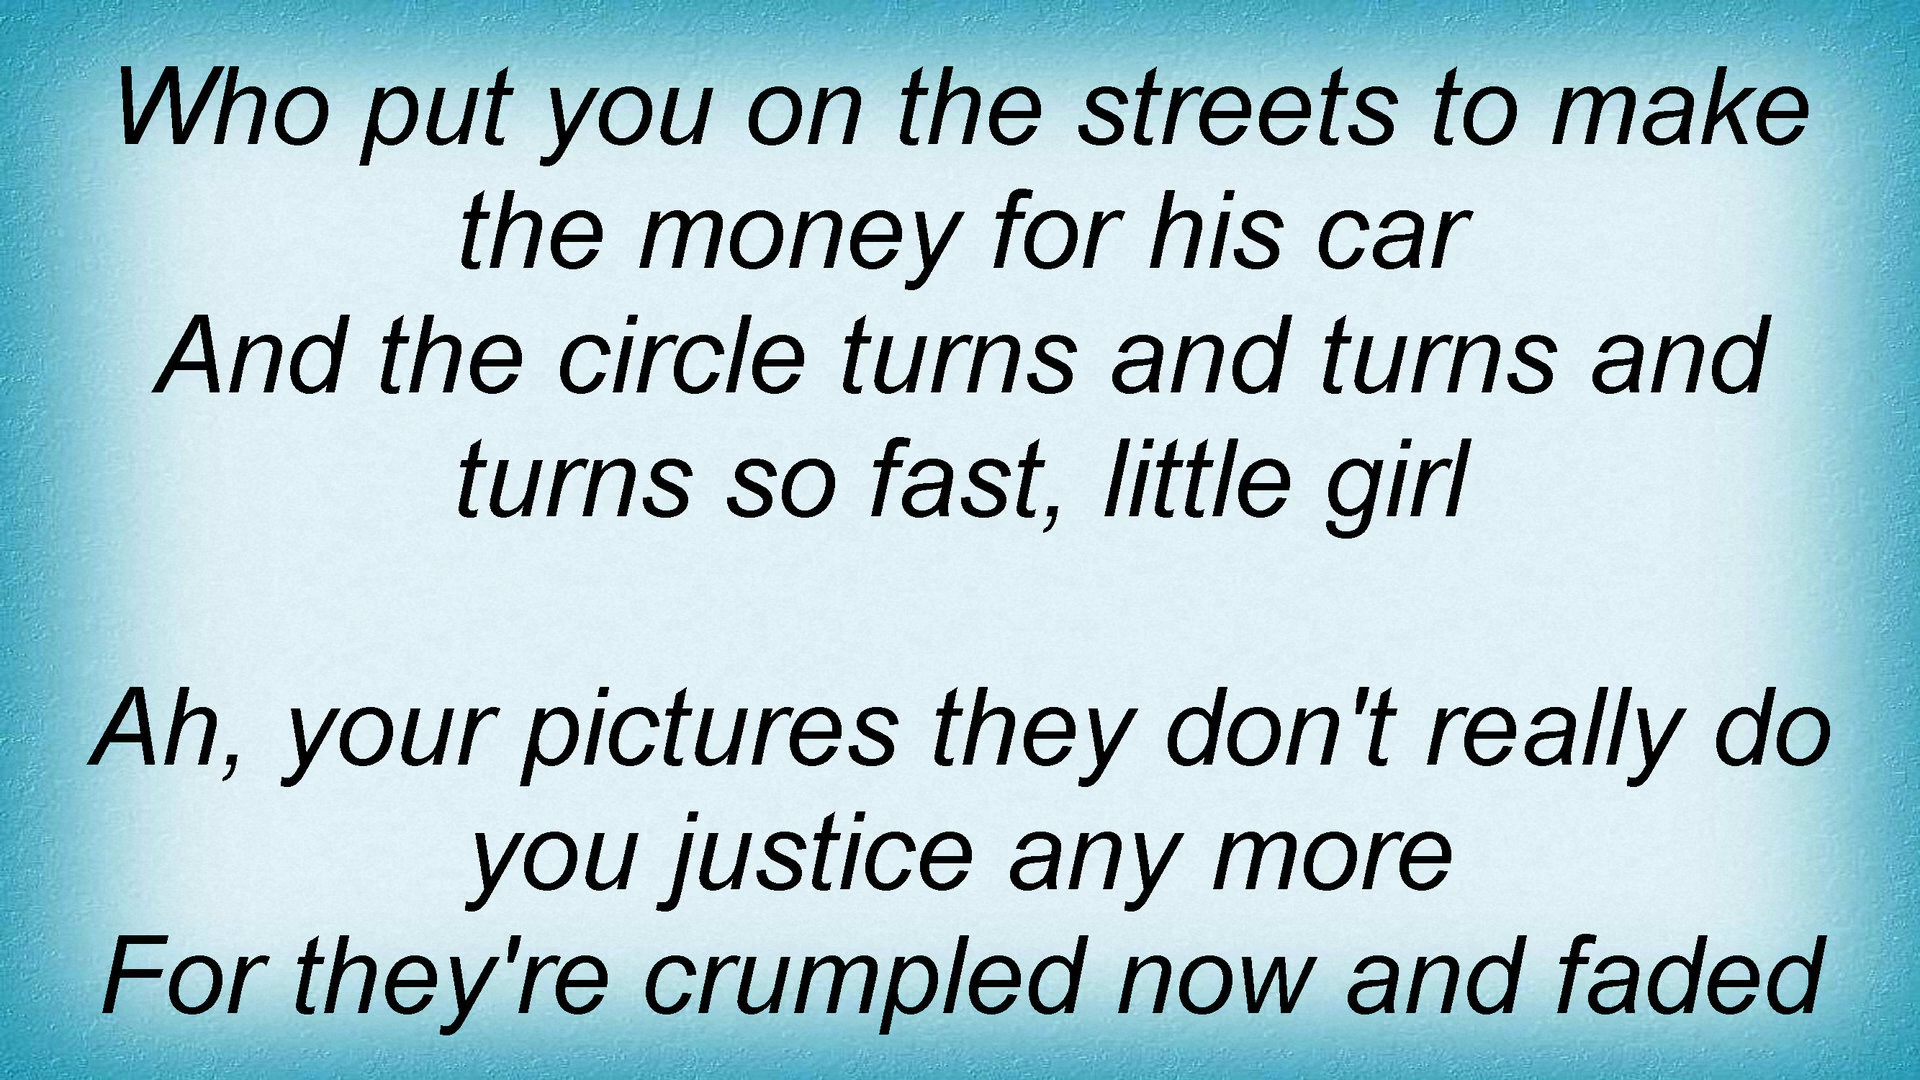 Who put you on the streets to make
the money for his car
And the circle turns and turns and
turns so fast, little girl
Ah, your pictures they don't really do
you justice any more
For they're crumpled now and faded